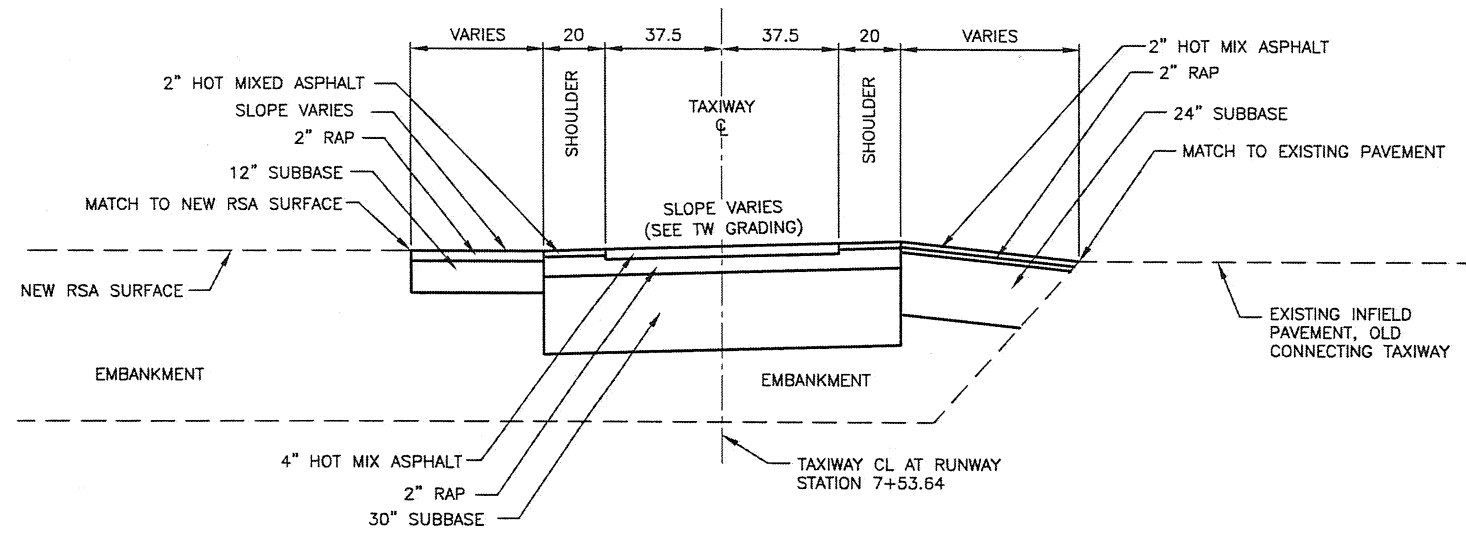 VARIES
20
37.5
37.5
20
VARIES
2" HOT MIXED ASPHALT
SLOPE VARIES
2" RAP
12" SUBBASE
MATCH TO NEW RSA SURFACE
NEW RSA SURFACE
SHOULDER
TAXIWAY
CL
SHOULDER
SLOPE VARIES
(SEE TW GRADING)
2" HOT MIX ASPHALT
2" RAP
24" SUBBASE
MATCH TO EXISTING PAVEMENT
EXISTING INFIELD
PAVEMENT, OLD
CONNECTING TAXIWAY
EMBANKMENT
EMBANKMENT
4" HOT MIX ASPHALT
2" RAP
30" SUBBASE
TAXIWAY CL AT RUNWAY
STATION 7+53.64